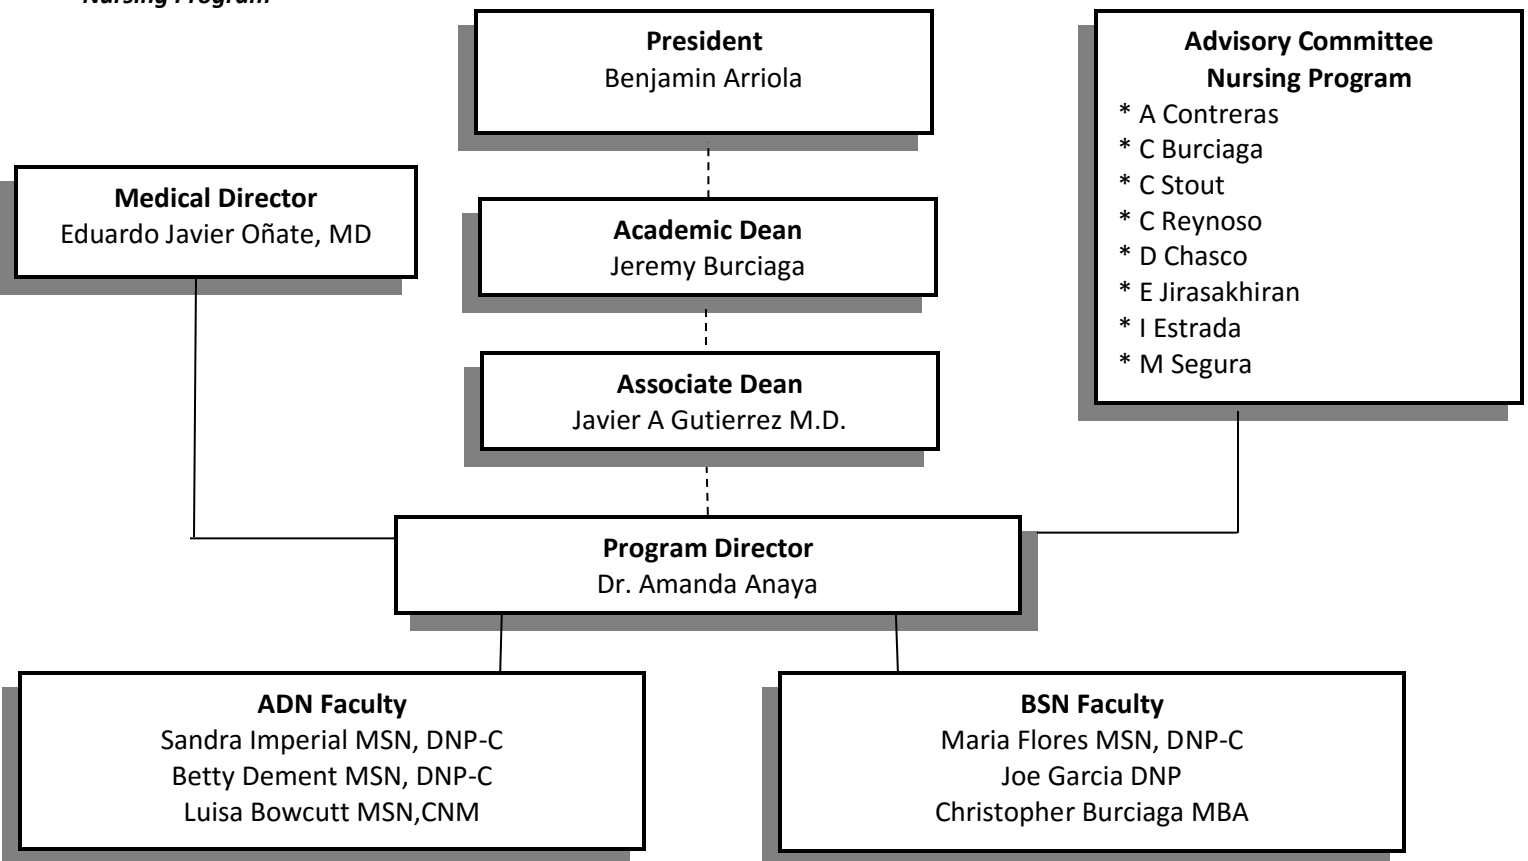 Nursing Program
President
Benjamin Arriola
Advisory Committee
Nursing Program
* A Contreras
* C Burciaga
* C Stout
* C Reynoso
* D Chasco
* E Jirasakhiran
* I Estrada
* M Segura
Medical Director
Eduardo Javier Oñate, MD
Academic Dean
Jeremy Burciaga
Associate Dean
Javier A Gutierrez M.D.
Program Director
Dr. Amanda Anaya
ADN Faculty
Sandra Imperial MSN, DNP-C
Betty Dement MSN, DNP-C
Luisa Bowcutt MSN,CNM
BSN Faculty
Maria Flores MSN, DNP-C
Joe Garcia DNP
Christopher Burciaga MBA